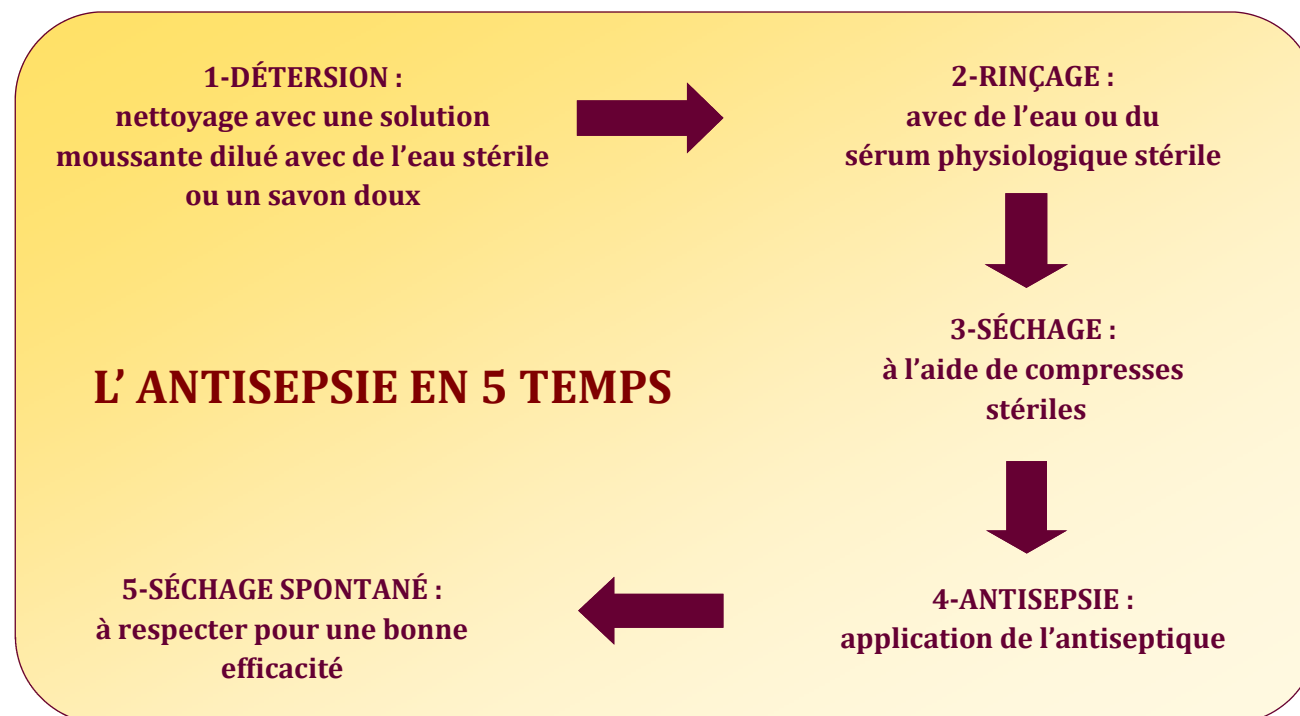 1-DÉTERSION :
nettoyage avec une solution
moussante dilué avec de l’eau stérile
ou un savon doux
2-RINÇAGE :
avec de l’eau ou du
sérum physiologique stérile
3-SÉCHAGE :
à l’aide de compresses
stériles
L’ ANTISEPSIE EN 5 TEMPS
4-ANTISEPSIE :
application de l’antiseptique
5-SÉCHAGE SPONTANÉ :
à respecter pour une bonne
efficacité